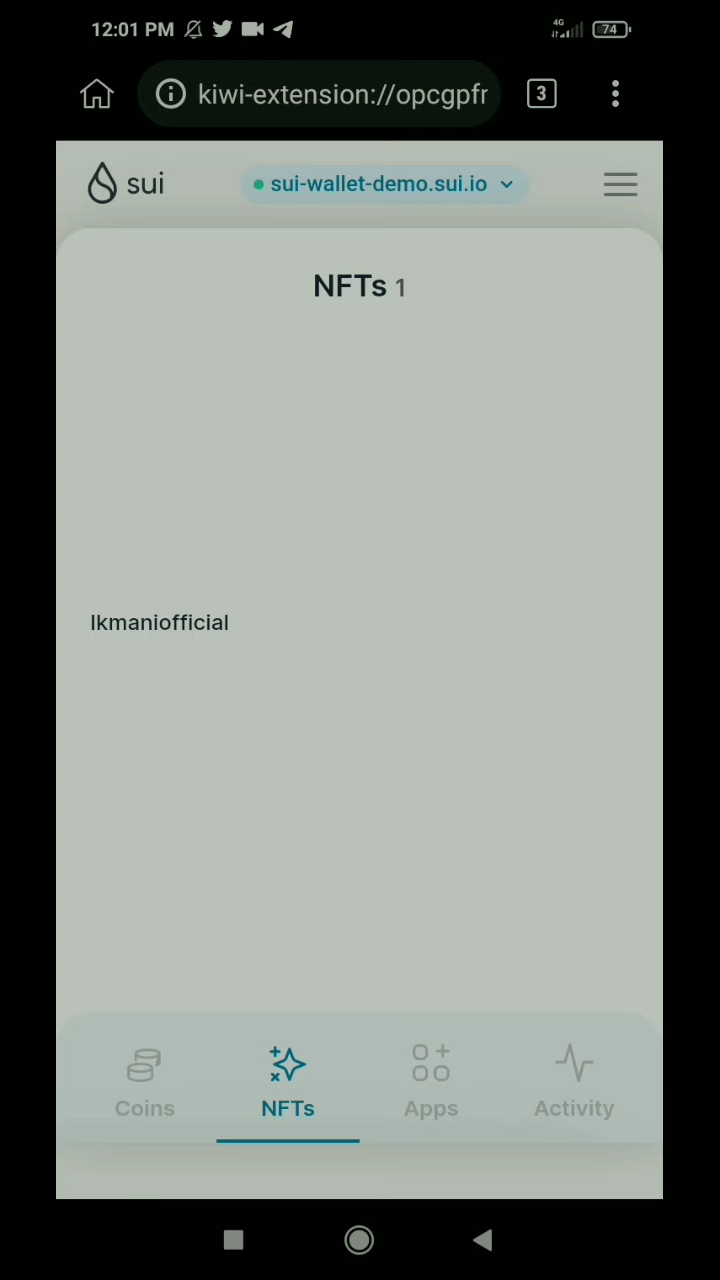 12:01 PM
4G
74
kiwi-extension://opcgpfr
3
sui
sui-wallet-demo.sui.io
NFTs 1
lkmaniofficial
Coins
NFTs
Apps
Activity